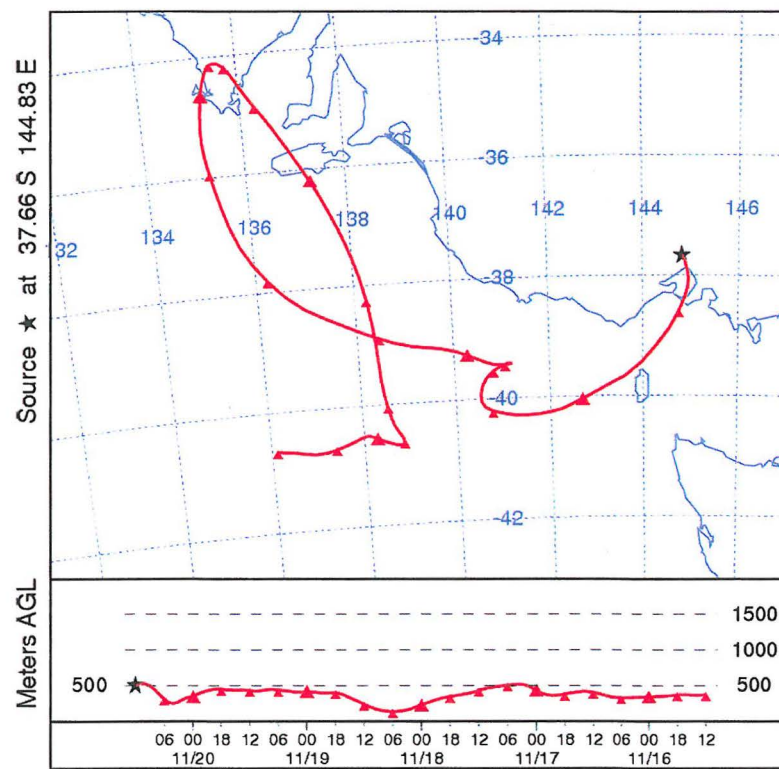 Source ★ at 37.66 S 144.83 E
-34
-36
132 134 136 138 140 142 144 146
-38
-40
-42
Meters AGL
1500
1000
500 500
06 00 18 12 06 00 18 12 06 00 18 12 06 00 18 12 06 00 18 12
11/20 11/19 11/18 11/17 11/16